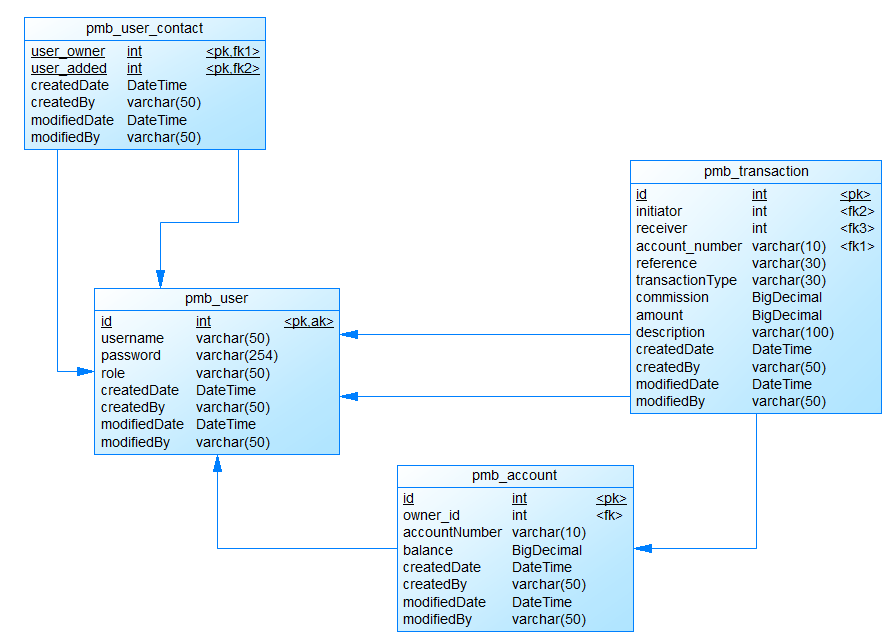 pmb_user_contact
user_owner int <pk,fk1>
user_added int <pk,fk2>
createdDate DateTime
createdBy varchar(50)
modifiedDate DateTime
modifiedBy varchar(50)
pmb_transaction
id int <pk>
initiator int <fk2>
receiver int <fk3>
account_number varchar(10) <fk1>
reference varchar(30)
transactionType varchar(30)
commission BigDecimal
amount BigDecimal
description varchar(100)
createdDate DateTime
createdBy varchar(50)
modifiedDate DateTime
modifiedBy varchar(50)
pmb_user
id int <pk,ak>
username varchar(50)
password varchar(254)
role varchar(50)
createdDate DateTime
createdBy varchar(50)
modifiedDate DateTime
modifiedBy varchar(50)
pmb_account
id int <pk>
owner_id int <fk>
accountNumber varchar(10)
balance BigDecimal
createdDate DateTime
createdBy varchar(50)
modifiedDate DateTime
modifiedBy varchar(50)